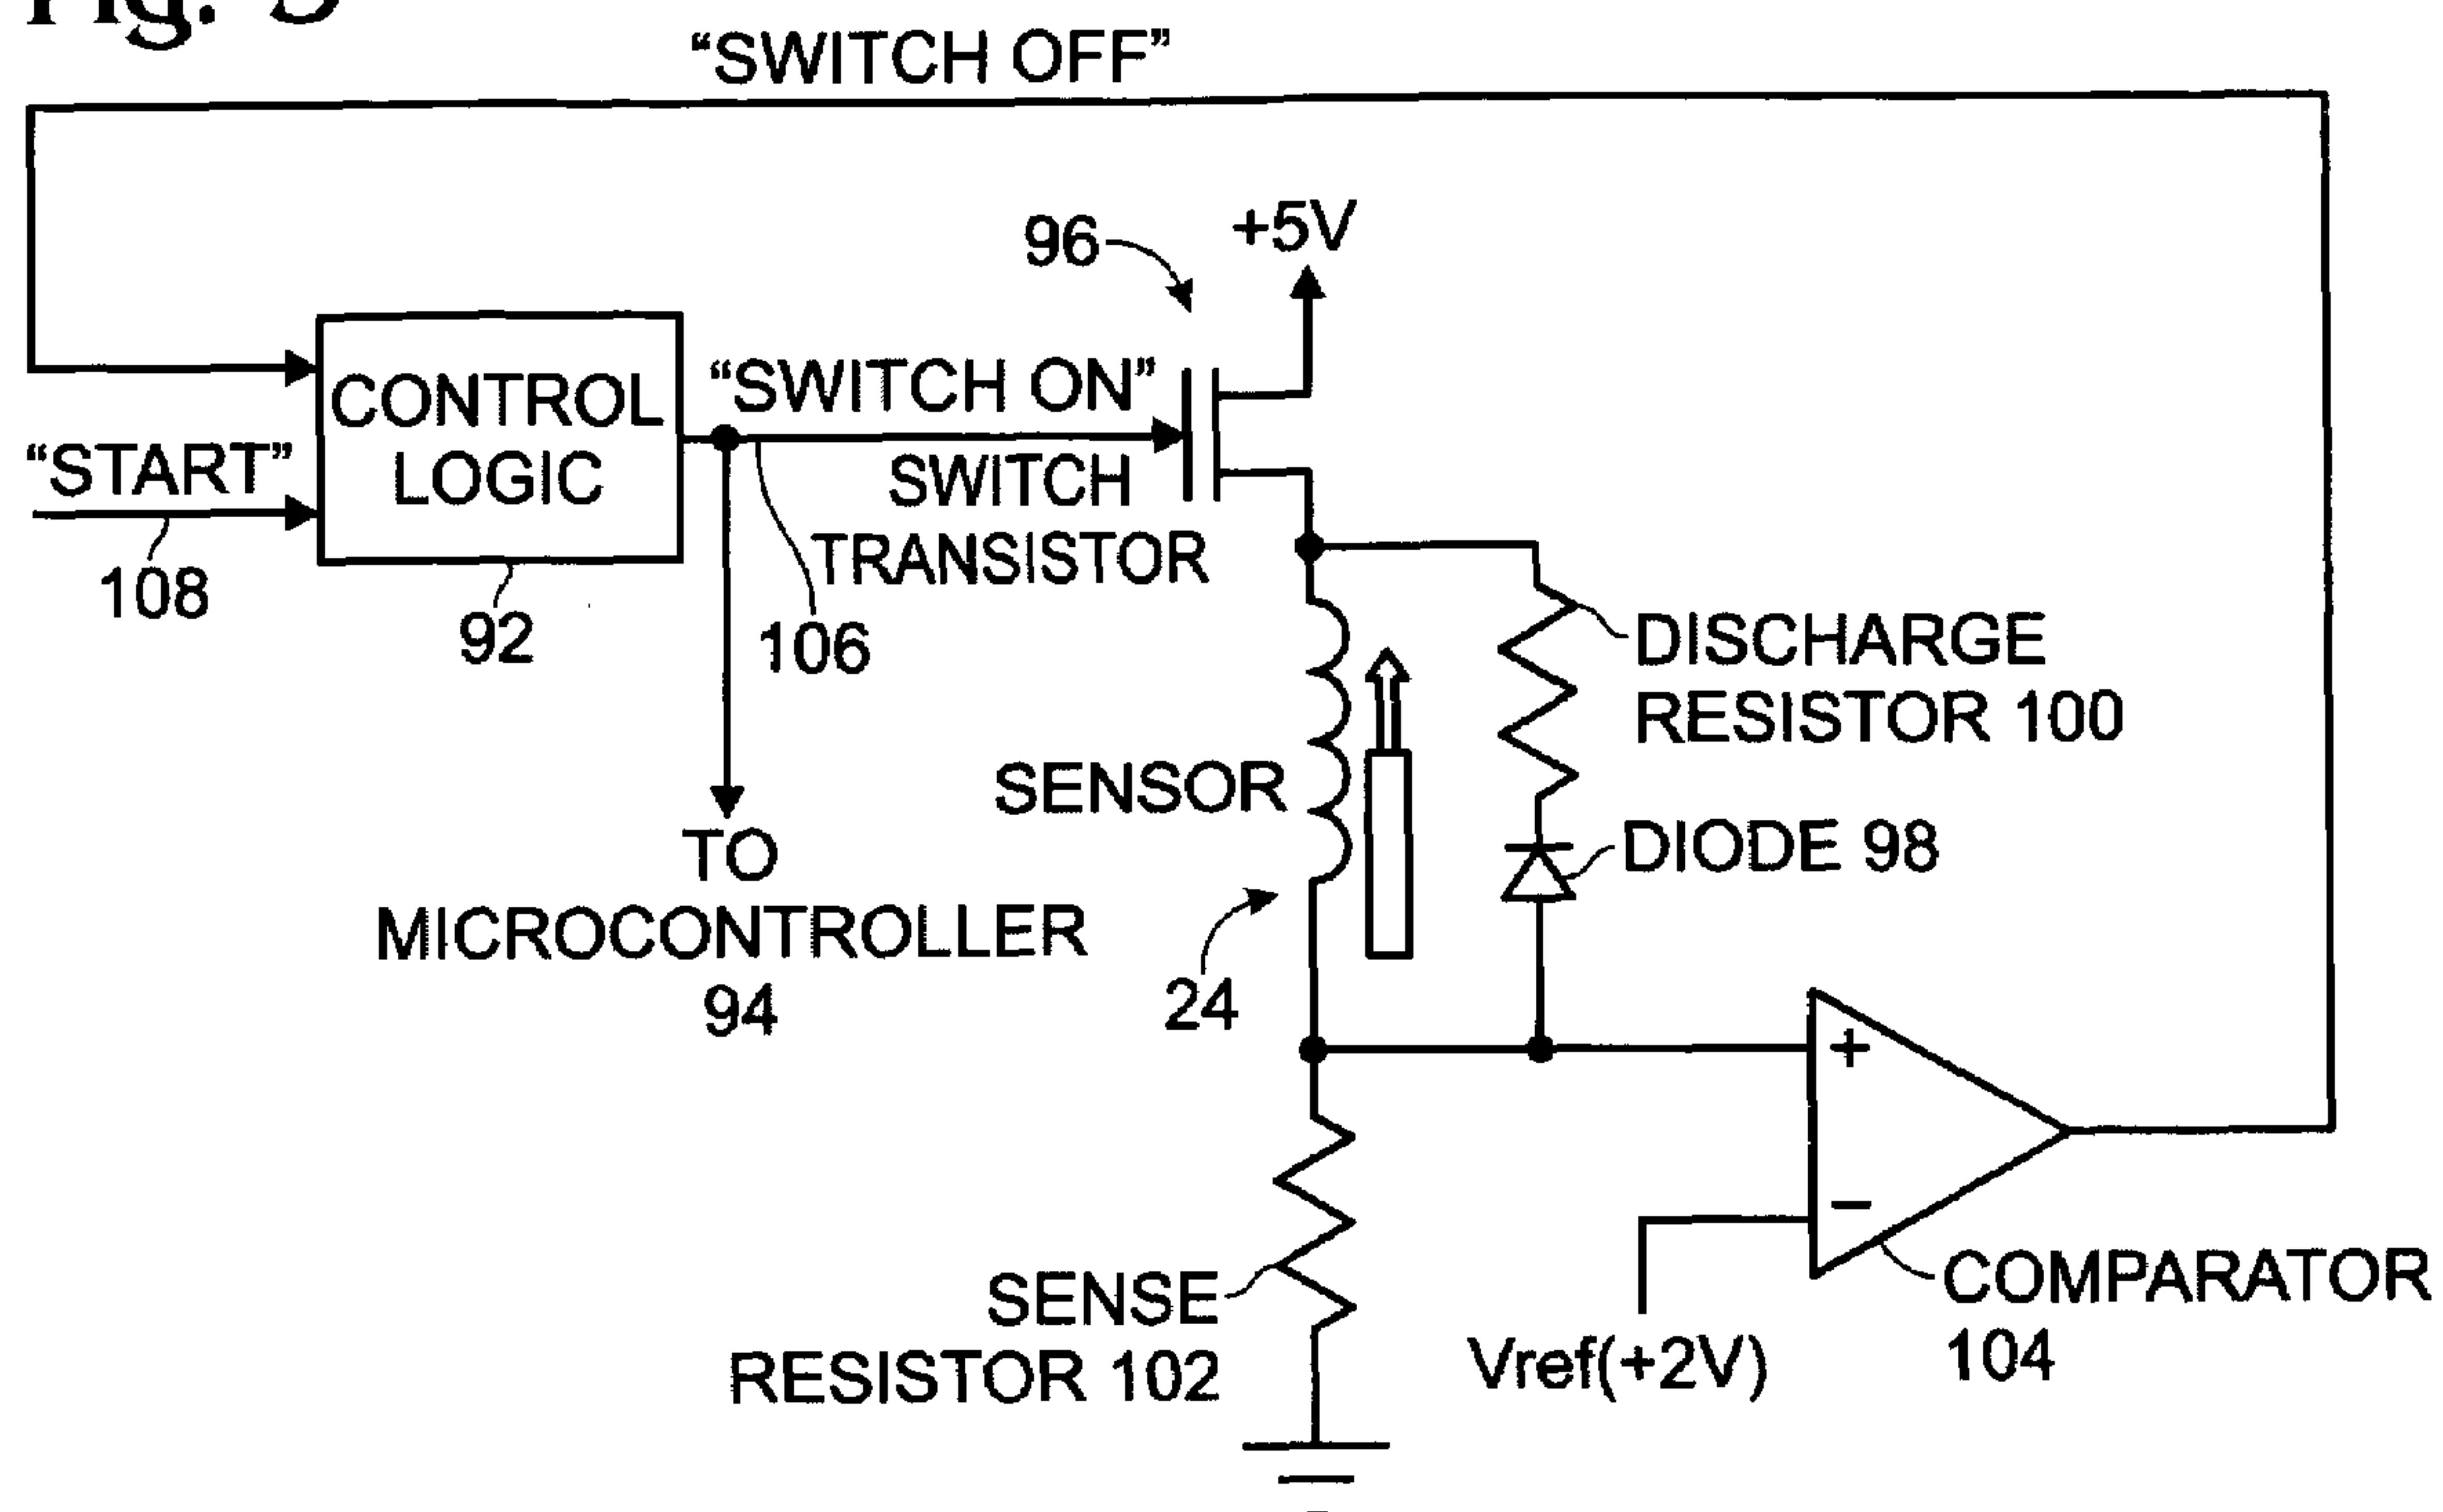 Fig.
“SWITCH OFF”
96
+5V
CONTROL
LOGIC
“SWITCH ON”
SWITCH
TRANSISTOR
“START”
108
92
106
DISCHARGE
RESISTOR 100
SENSOR
DIODE 98
TO
MICROCONTROLLER
94
24
+
−
SENSE
RESISTOR 102
Vref(+2V)
COMPARATOR
104